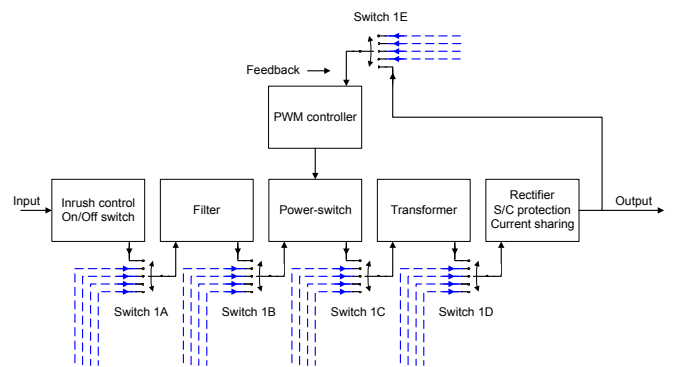 Switch 1E
Feedback
PWM controller
Input
Inrush control
On/Off switch
Filter
Power-switch
Transformer
Rectifier
S/C protection
Current sharing
Output
Switch 1A
Switch 1B
Switch 1C
Switch 1D